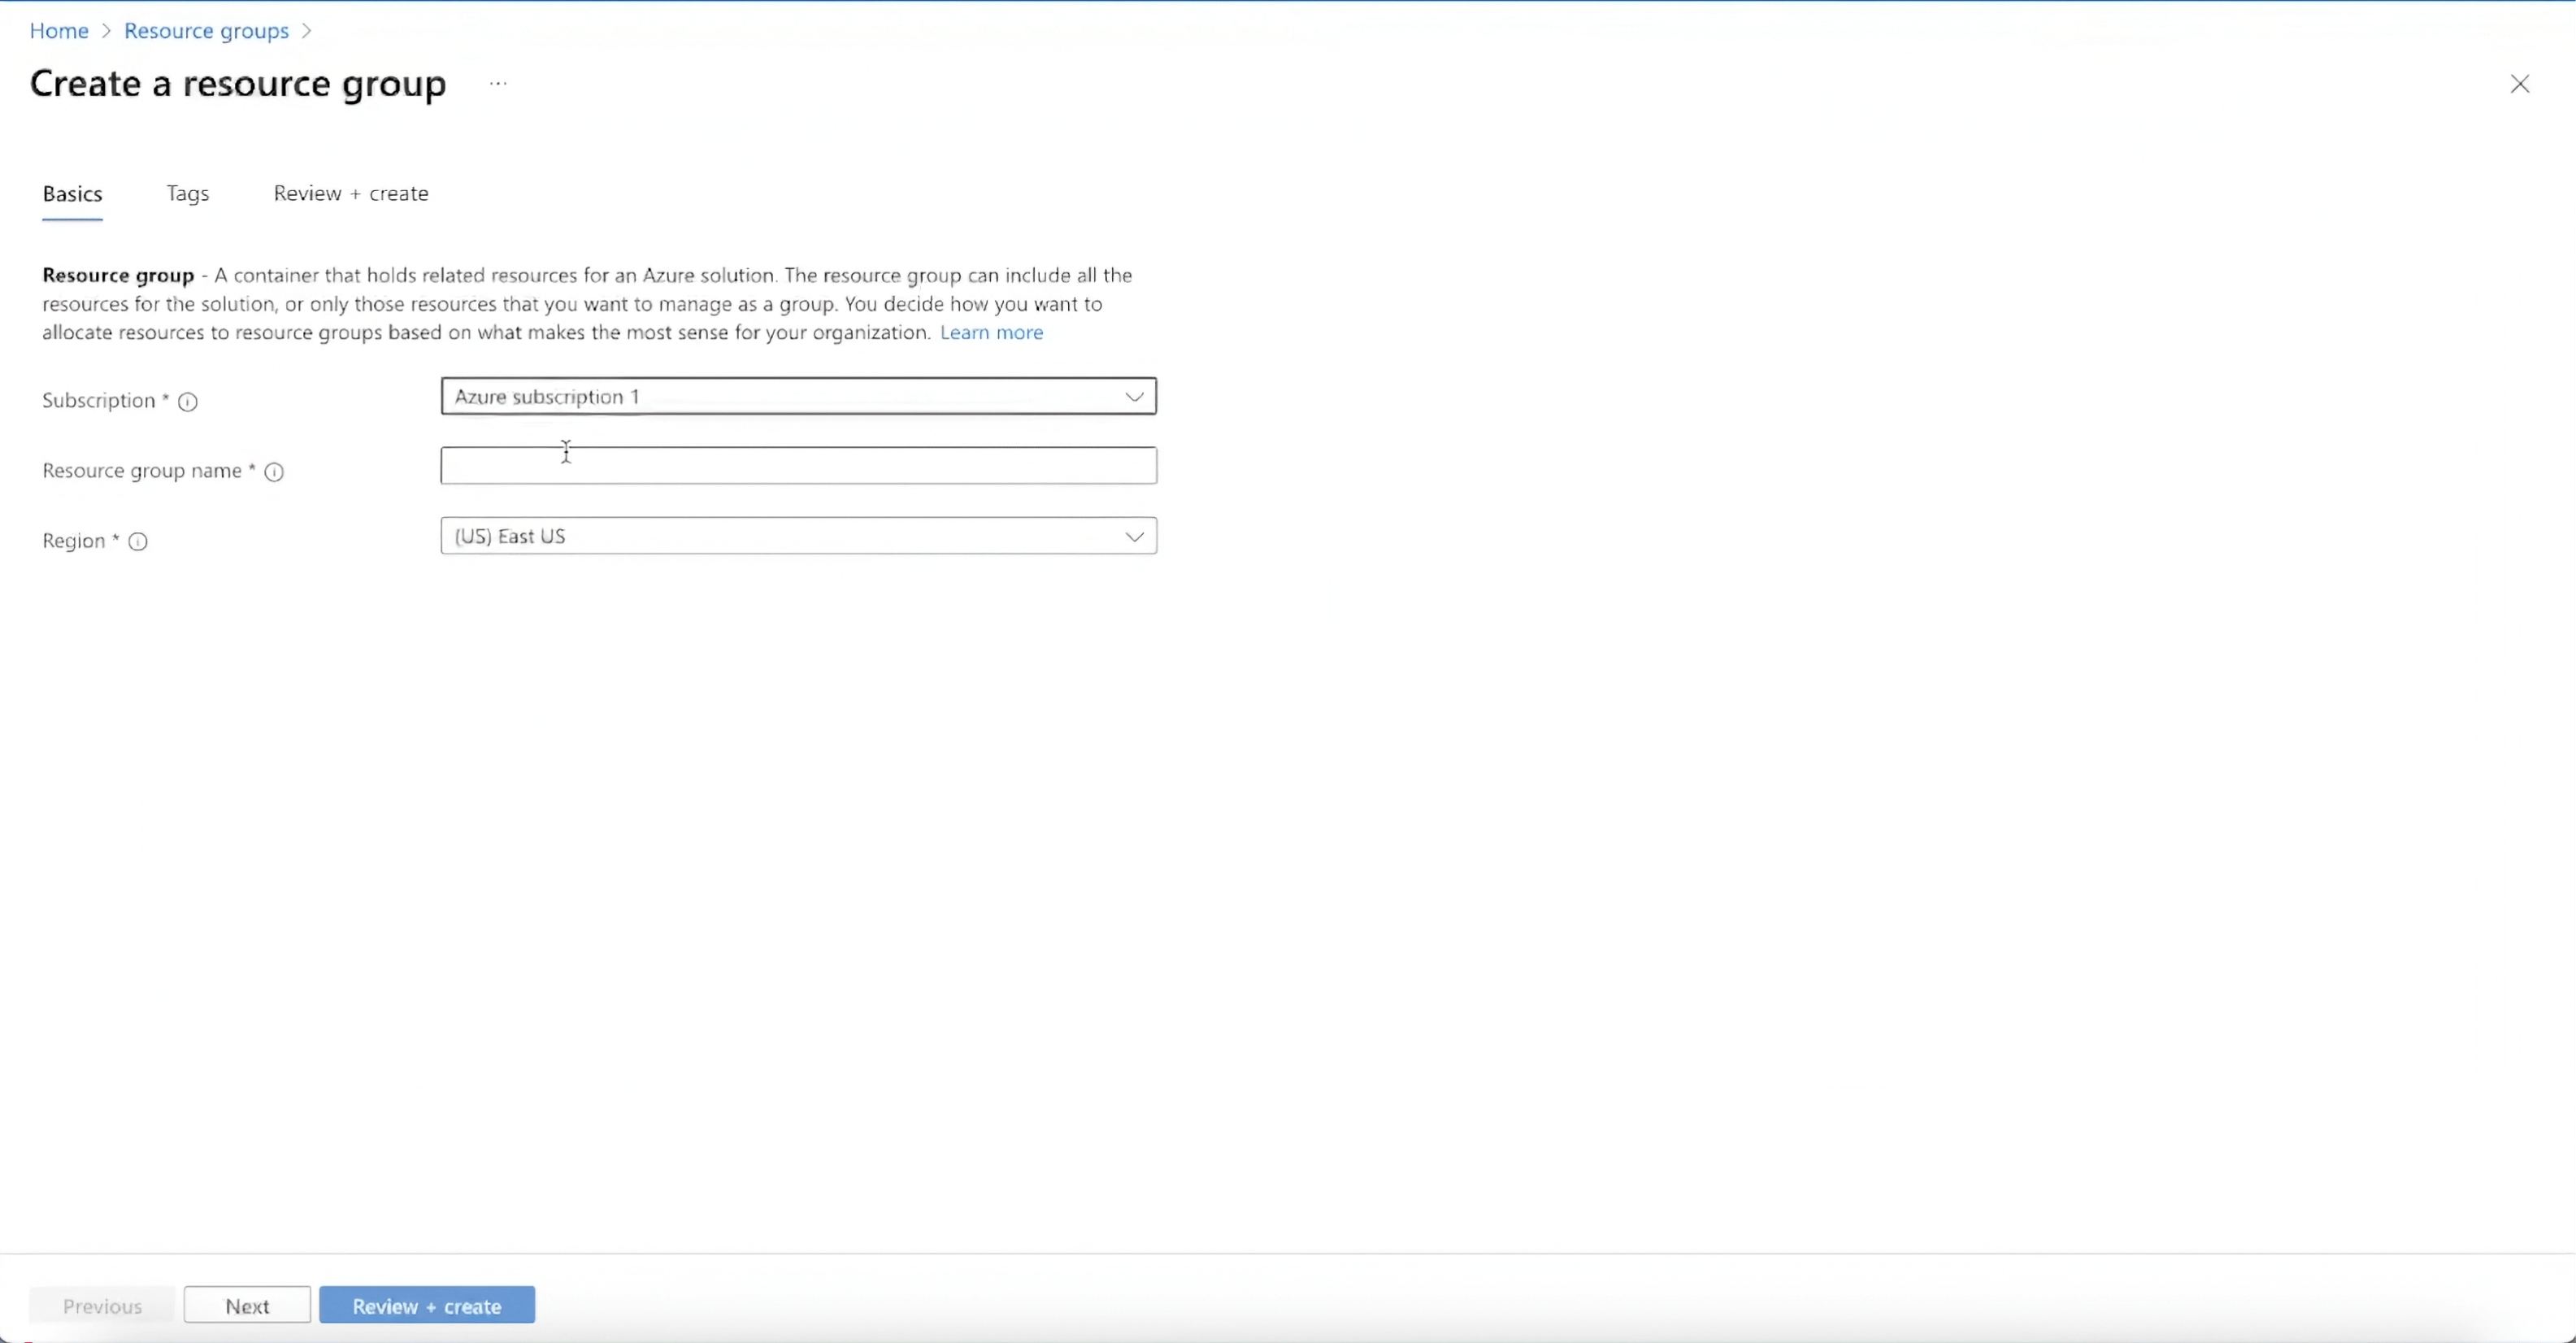 Home > Resource groups >
Create a resource group ...
Basics Tags Review + create
Resource group - A container that holds related resources for an Azure solution. The resource group can include all the
resources for the solution, or only those resources that you want to manage as a group. You decide how you want to
allocate resources to resource groups based on what makes the most sense for your organization. Learn more
Subscription * Azure subscription 1
Resource group name *
Region * (US) East US
Previous Next Review + create